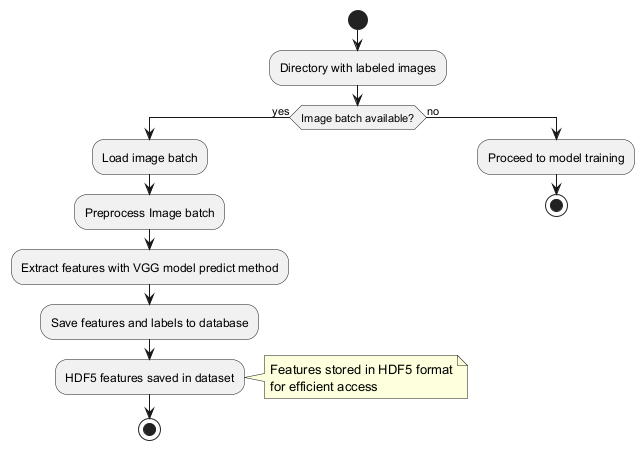 Directory with labeled images
yes
Image batch available?
no
Load image batch
Proceed to model training
Preprocess Image batch
Extract features with VGG model predict method
Save features and labels to database
HDF5 features saved in dataset
Features stored in HDF5 format
for efficient access